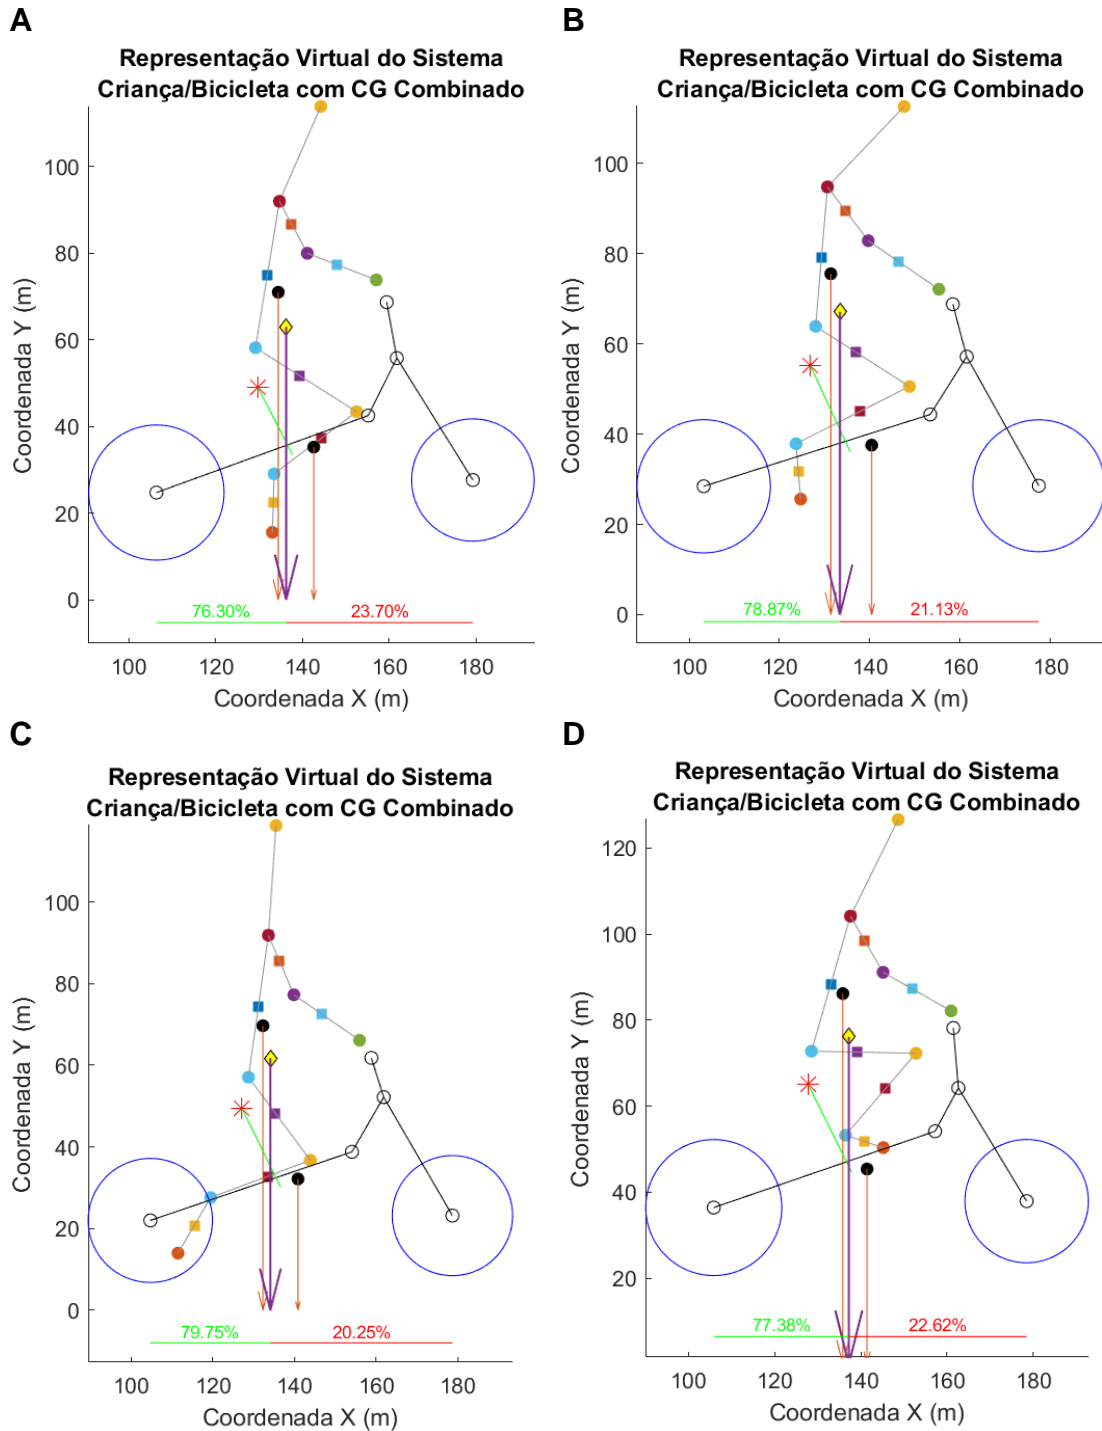 A
Representação Virtual do Sistema
Criança/Bicicleta com CG Combinado
100
80
60
40
20
0
Coordenada Y (m)
76.30%
23.70%
100
120
140
160
180
Coordenada X (m)
B
Representação Virtual do Sistema
Criança/Bicicleta com CG Combinado
100
80
60
40
20
0
Coordenada Y (m)
78.87%
21.13%
100
120
140
160
180
Coordenada X (m)
C
Representação Virtual do Sistema
Criança/Bicicleta com CG Combinado
100
80
60
40
20
0
Coordenada Y (m)
79.75%
20.25%
100
120
140
160
180
Coordenada X (m)
D
Representação Virtual do Sistema
Criança/Bicicleta com CG Combinado
120
100
80
60
40
20
Coordenada Y (m)
77.38%
22.62%
100
120
140
160
180
Coordenada X (m)